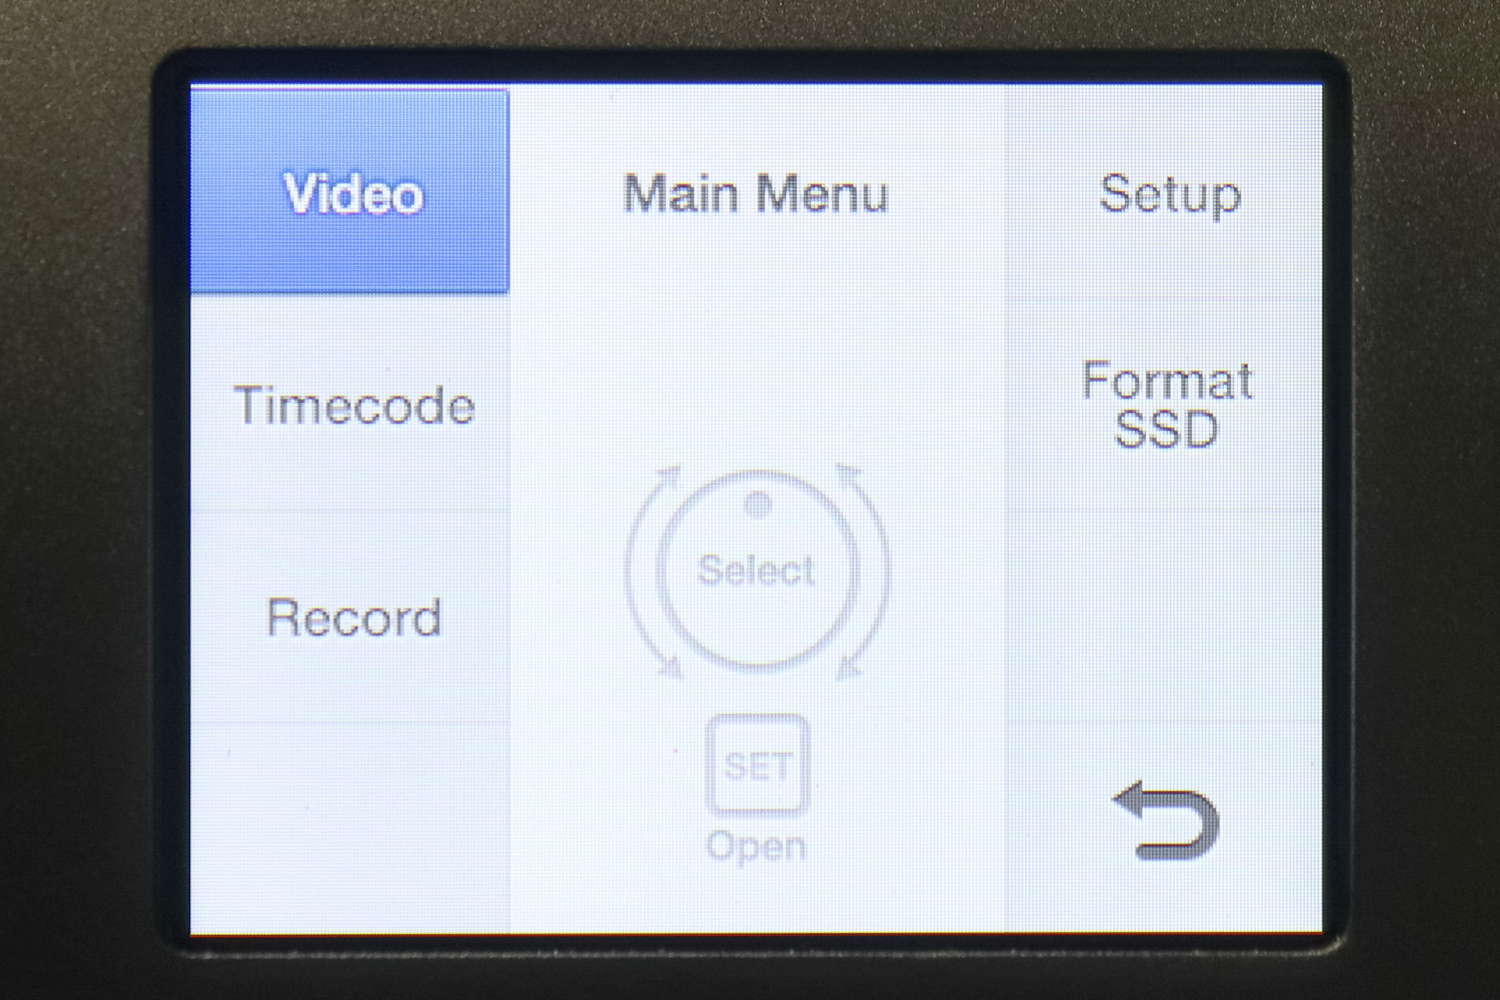 Video
Main Menu
Setup
Timecode
Format
SSD
Record
Select
SET
Open